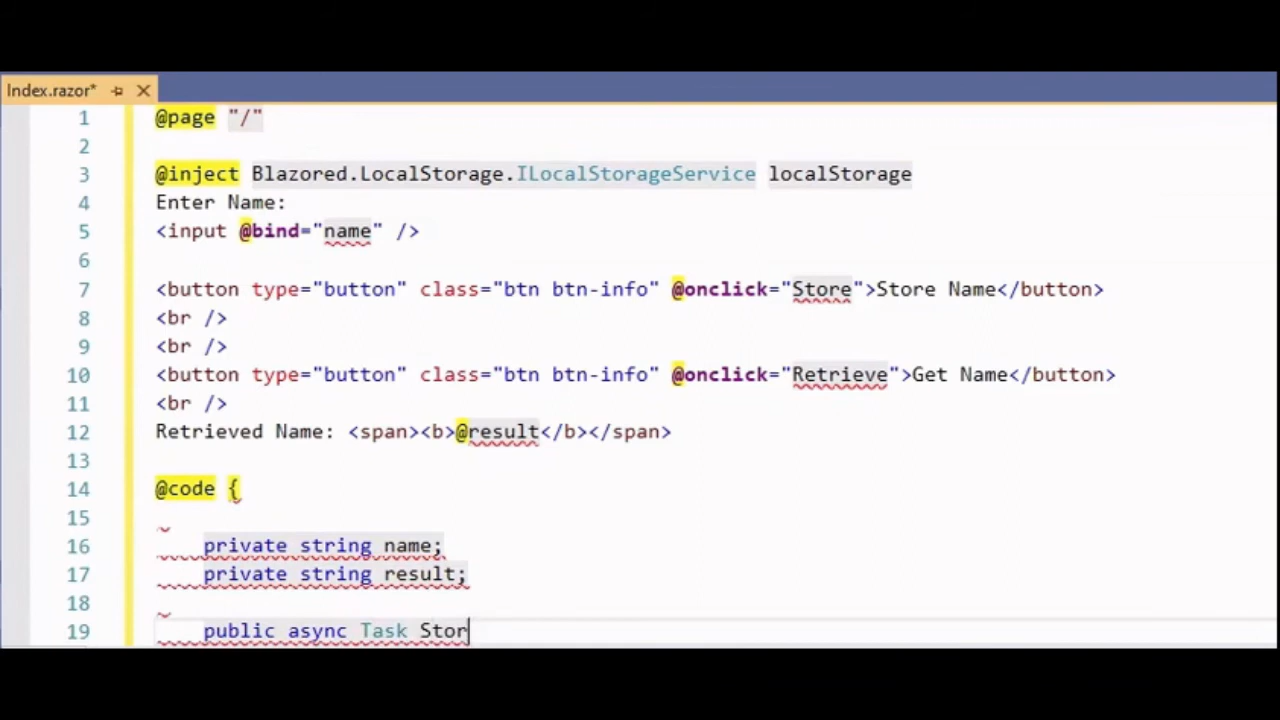 Index.razor*
1 @page "/"
2
3 @inject Blazored.LocalStorage.ILocalStorageService localStorage
4 Enter Name:
5 <input @bind="name" />
6
7 <button type="button" class="btn btn-info" @onclick="Store">Store Name</button>
8 <br />
9 <br />
10 <button type="button" class="btn btn-info" @onclick="Retrieve">Get Name</button>
11 <br />
12 Retrieved Name: <span><b>@result</b></span>
13
14 @code {
15
16 private string name;
17 private string result;
18
19 public async Task Stor